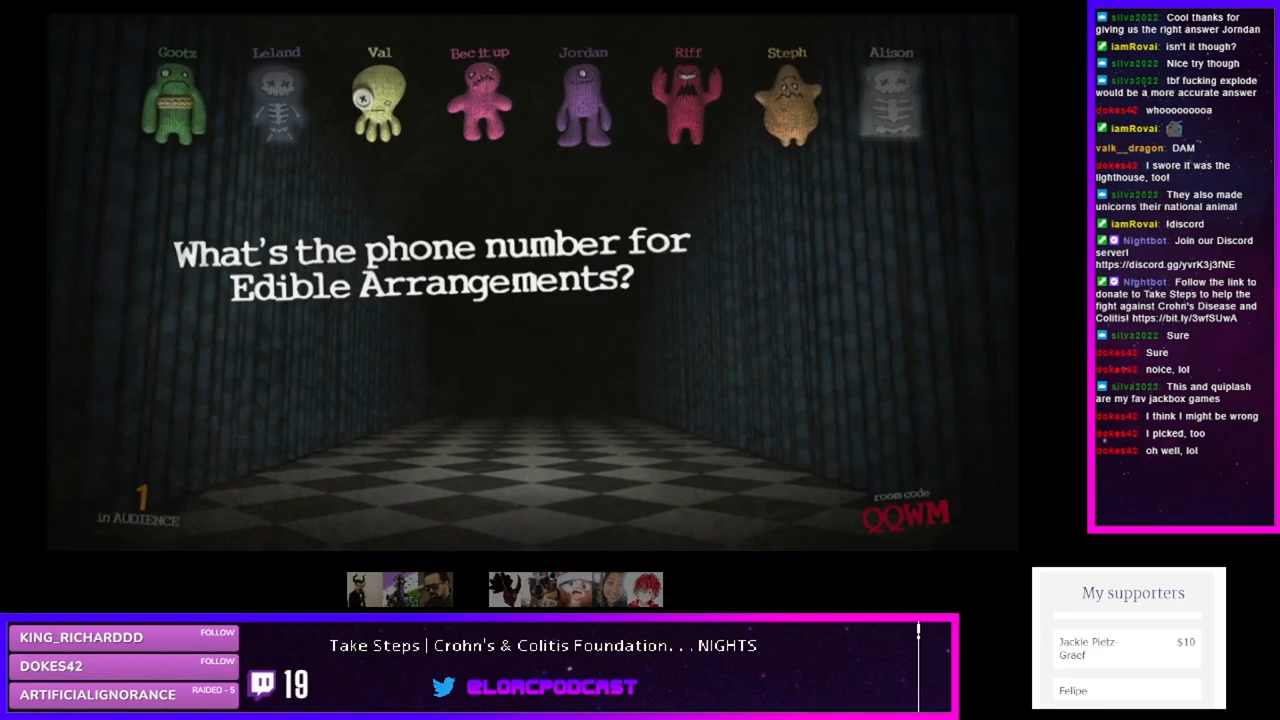 Gootz
Leland
Val
Bec it up
Jordan
Riff
Steph
Alison
What's the phone number for
Edible Arrangements?
1
in AUDIENCE
room code
QQWM
silva2022: Cool thanks for
giving us the right answer Jorndan
iamRovai: isn't it though?
silva2022: Nice try though
silva2022: tbf fucking explode
would be a more accurate answer
dokes42: whooooooooa
iamRovai:
valk__dragon: DAM
dokes42: I swore it was the
lighthouse, too!
silva2022: They also made
unicorns their national animal
iamRovai: !discord
Nightbot: Join our Discord
server!
https://discord.gg/yvrK3j3fNE
Nightbot: Follow the link to
donate to Take Steps to help the
fight against Crohn's Disease and
Colitis! https://bit.ly/3wfSUwA
silva2022: Sure
dokes42: Sure
dokes42: noice, lol
silva2022: This and quiplash
are my fav jackbox games
dokes42: I think I might be wrong
dokes42: I picked, too
dokes42: oh well, lol
KING_RICHARDDD FOLLOW
DOKES42 FOLLOW
ARTIFICIALIGNORANCE RAIDED - 5
19
Take Steps | Crohn's & Colitis Foundation. . . NIGHTS
@LORCPODCAST
My supporters
Jackie Pietz-
Graef
$10
Felipe